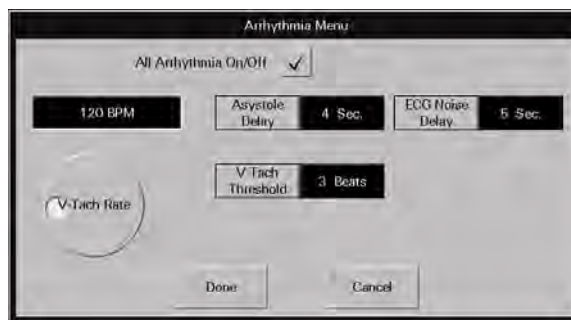 Arrhythmia Menu
All Arrhythmia On/Off ✓
120 BPM
Asystole
Delay
4 Sec.
ECG Noise
Delay
5 Sec.
V-Tach Rate
V Tach
Threshold
3 Beats
Done
Cancel